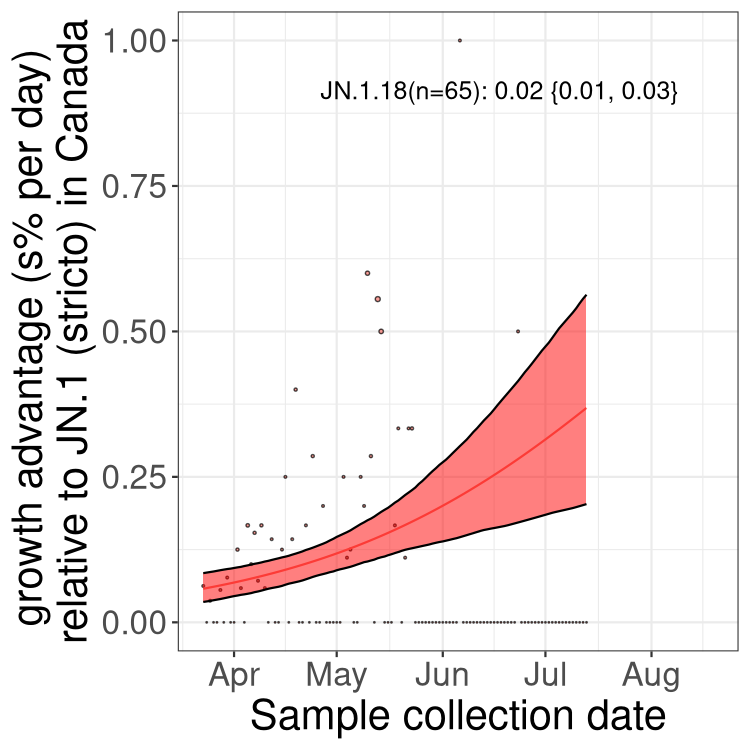 growth advantage (s% per day)
relative to JN.1 (stricto) in Canada
1.00
0.75
0.50
0.25
0.00
JN.1.18(n=65): 0.02 {0.01, 0.03}
Apr May Jun Jul Aug
Sample collection date